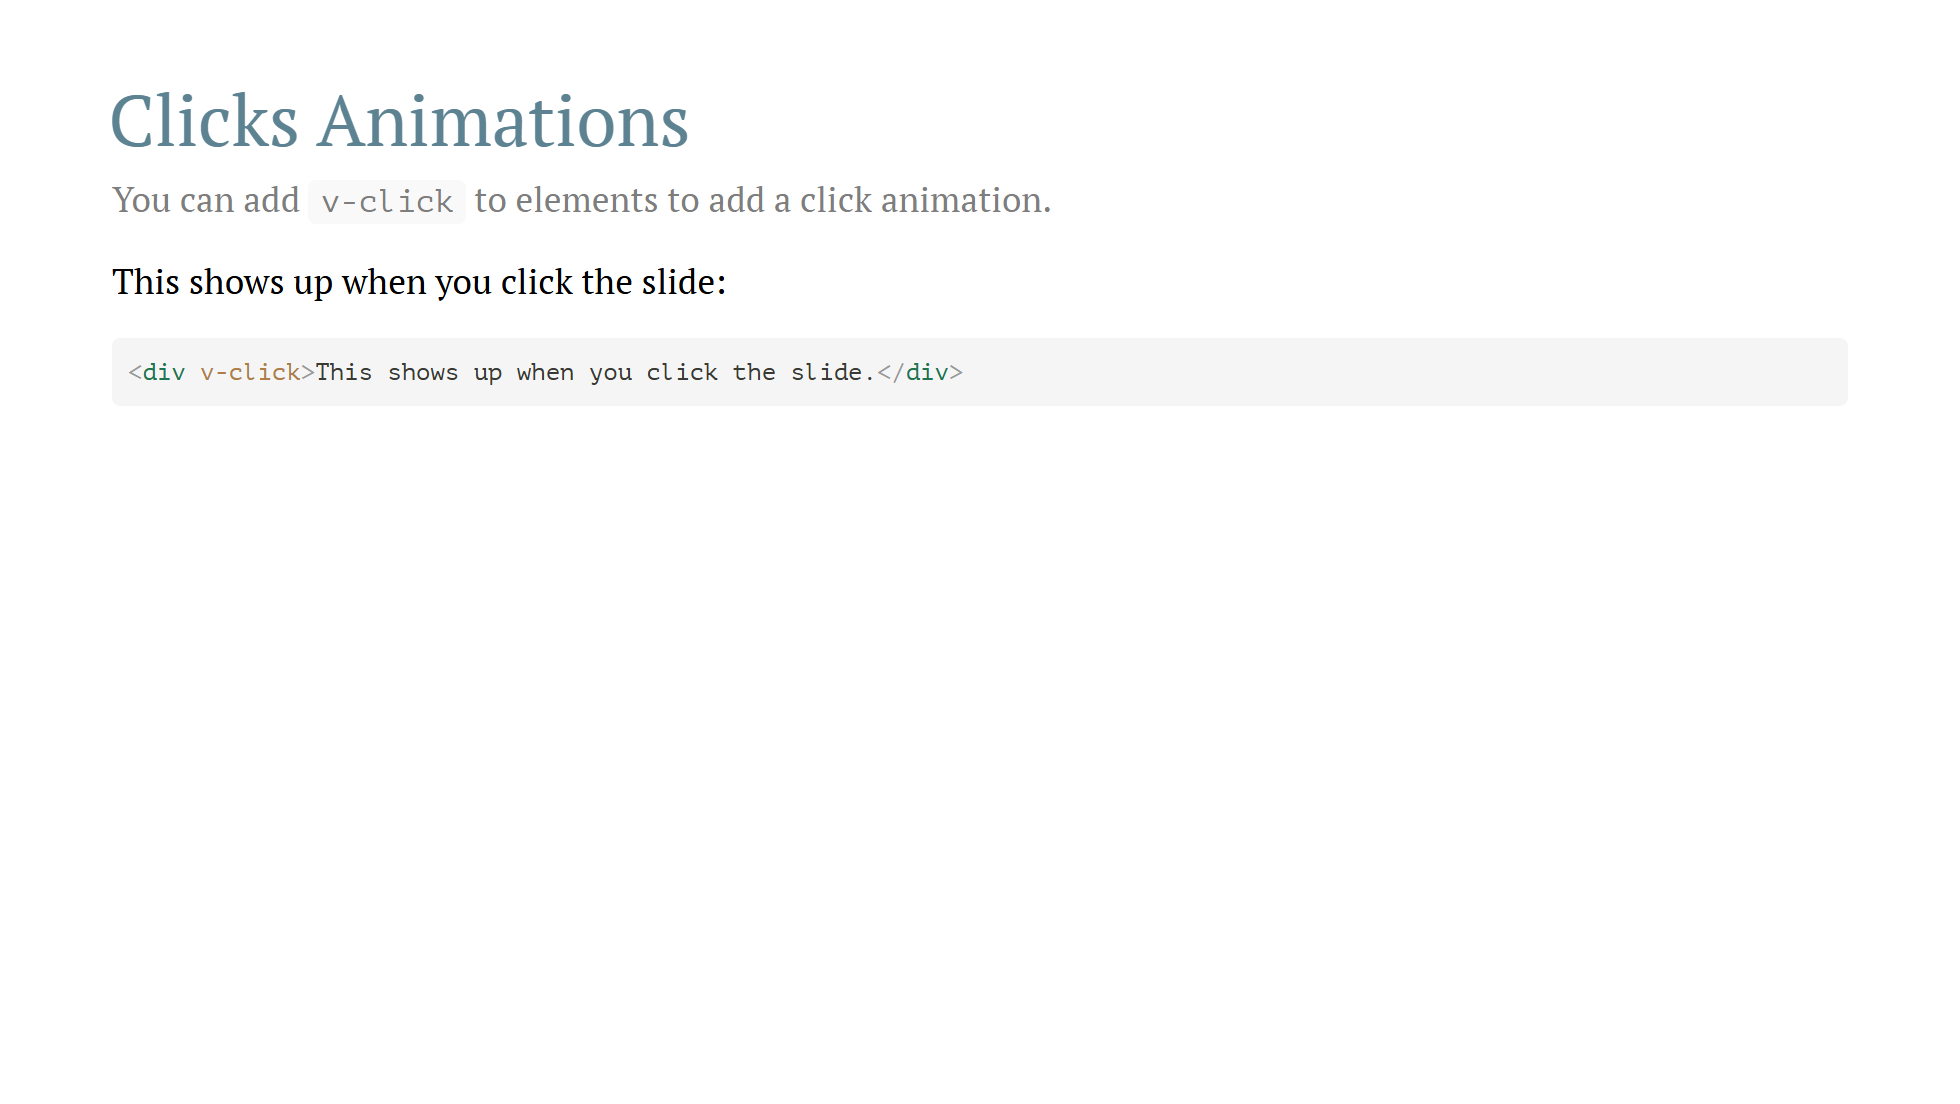 Clicks Animations
You can add v-click to elements to add a click animation.
This shows up when you click the slide:
<div v-click>This shows up when you click the slide.</div>